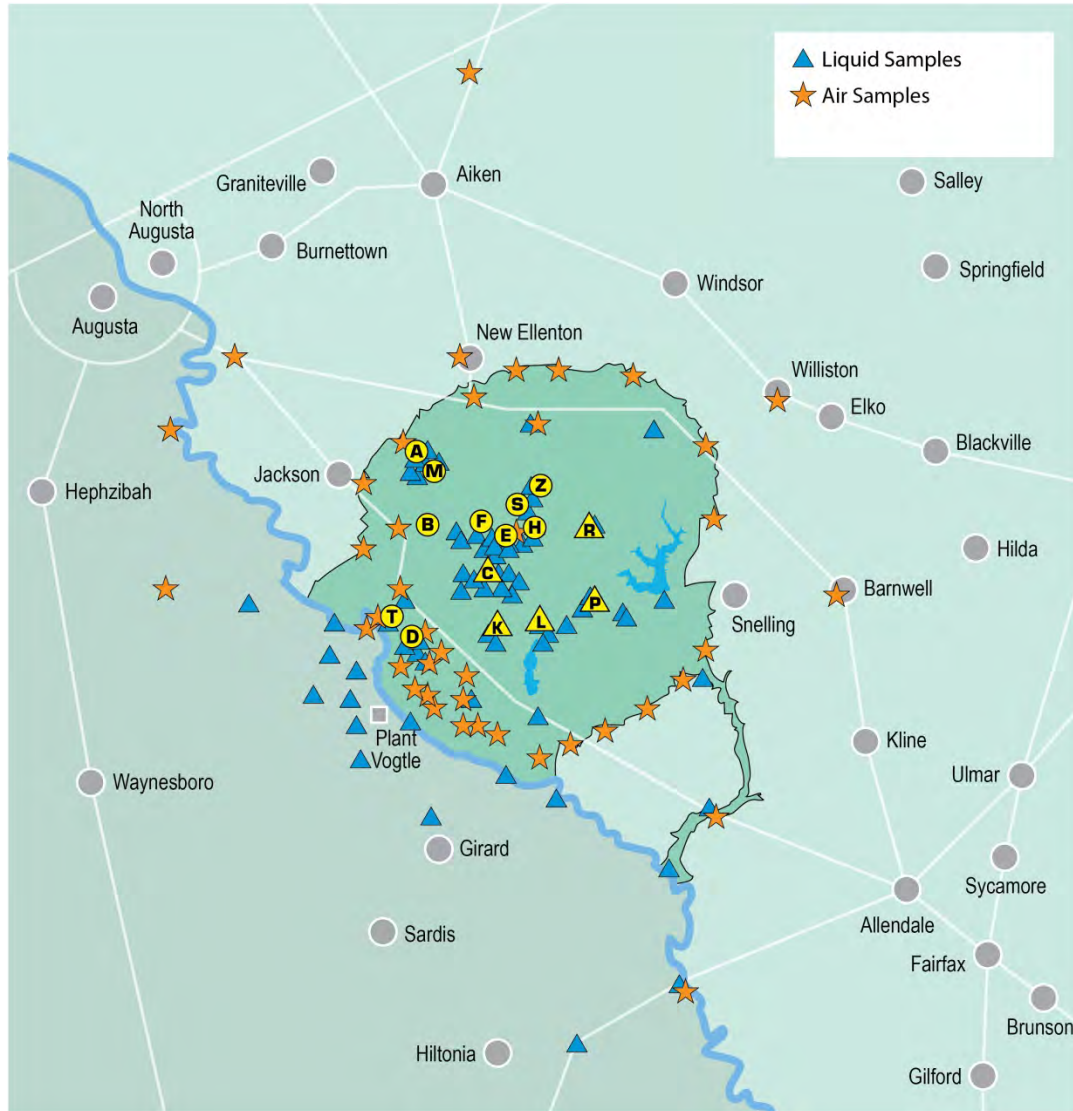 Liquid Samples
Air Samples
Graniteville
Aiken
Salley
North
Augusta
Burnettown
Springfield
Windsor
Augusta
New Ellenton
Williston
Elko
Blackville
A
M
Jackson
Hephzibah
Z
S
B
F
E
H
R
Hilda
C
Barnwell
P
Snelling
T
K
L
D
Plant
Vogtle
Kline
Waynesboro
Ulmar
Girard
Sycamore
Allendale
Sardis
Fairfax
Brunson
Hiltonia
Gilford